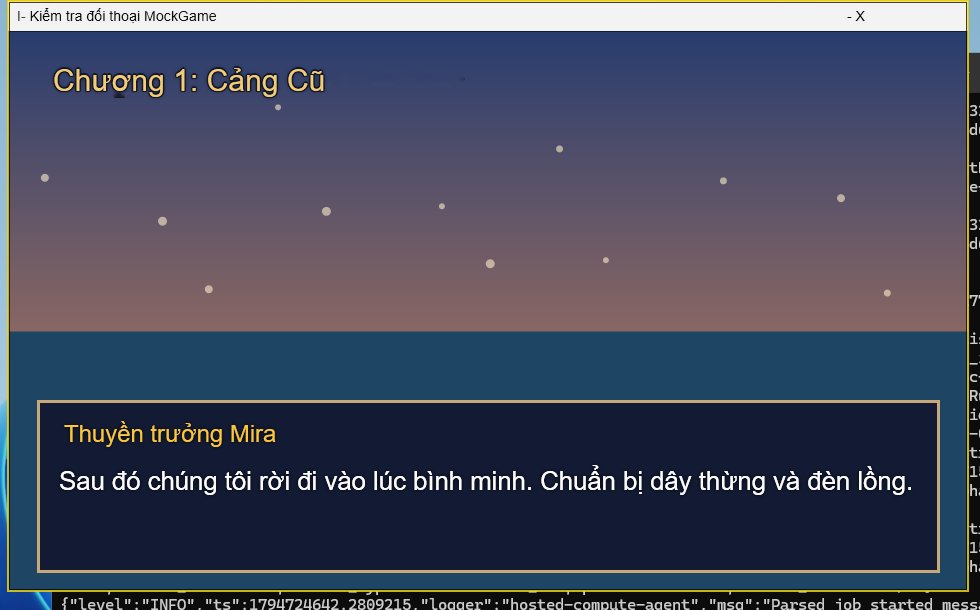 |- Kiểm tra đối thoại MockGame - X
Chương 1: Cảng Cũ
Thuyền trưởng Mira
Sau đó chúng tôi rời đi vào lúc bình minh. Chuẩn bị dây thừng và đèn lồng.
{"level":"INFO","ts":1794724642.2809215,"logger":"hosted-compute-agent","msg":"Parsed job started mes